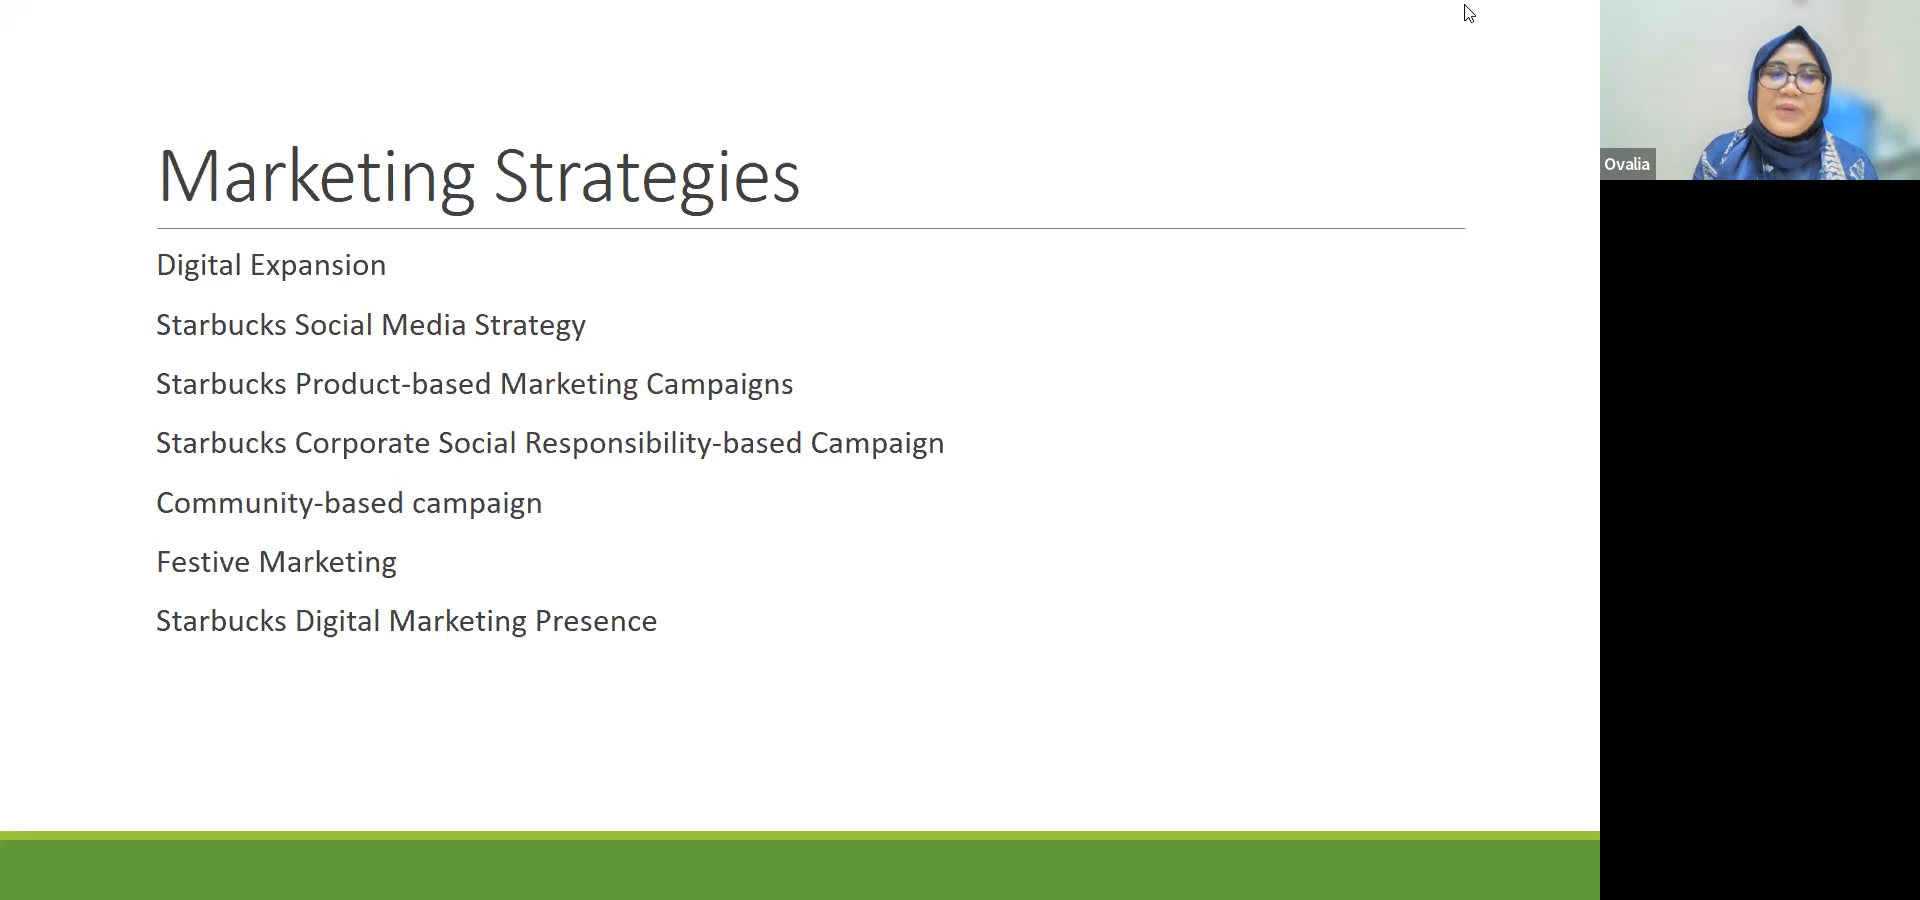 Marketing Strategies
Digital Expansion
Starbucks Social Media Strategy
Starbucks Product-based Marketing Campaigns
Starbucks Corporate Social Responsibility-based Campaign
Community-based campaign
Festive Marketing
Starbucks Digital Marketing Presence
Ovalia